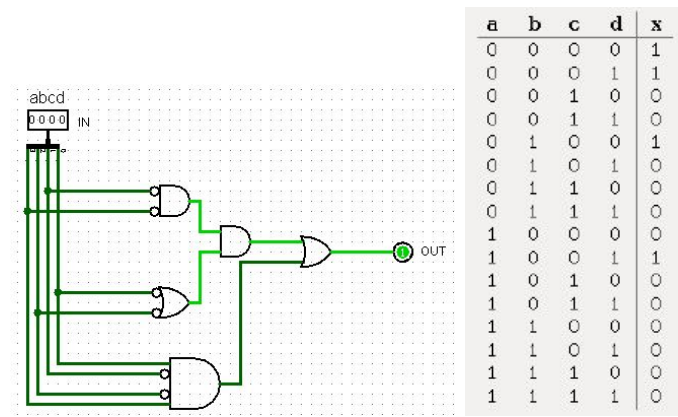 abcd
0000 IN
OUT
a b c d x
0 0 0 0 1
0 0 0 1 1
0 0 1 0 0
0 0 1 1 0
0 1 0 0 1
0 1 0 1 0
0 1 1 0 0
0 1 1 1 0
1 0 0 0 0
1 0 0 1 1
1 0 1 0 0
1 0 1 1 0
1 1 0 0 0
1 1 0 1 0
1 1 1 0 0
1 1 1 1 0